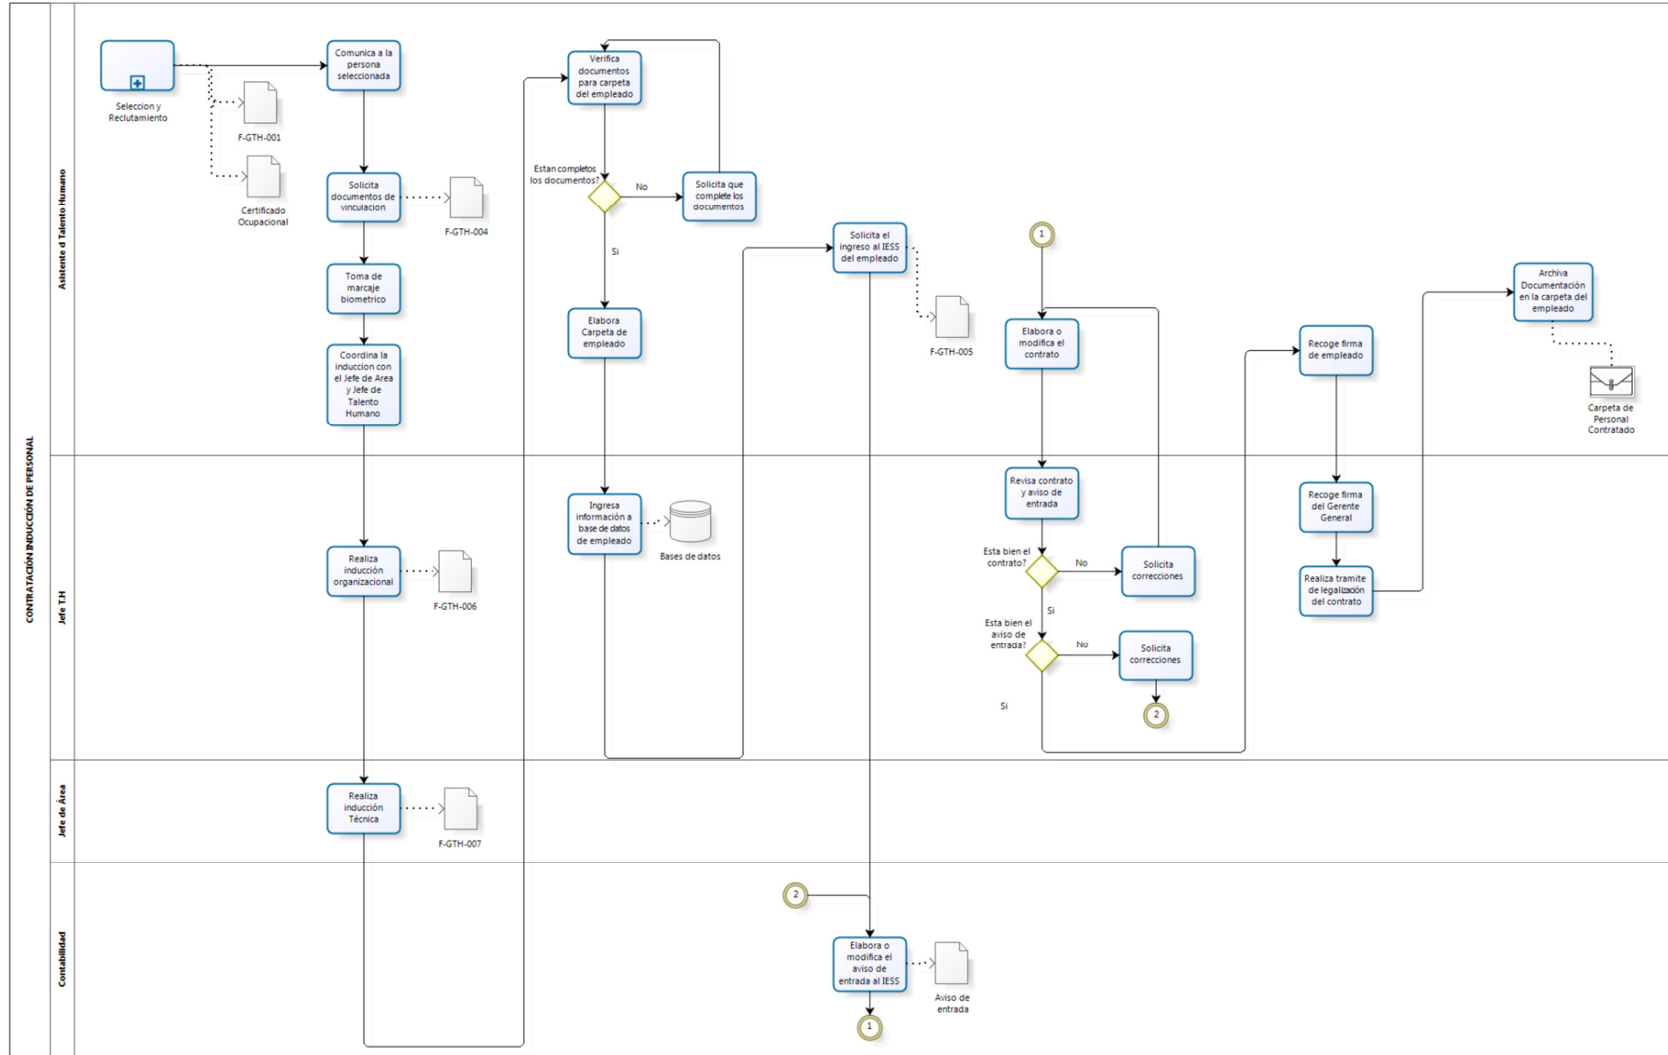 CONTRATACIÓN INDUCCIÓN DE PERSONAL
Asistente d Talento Humano
Seleccion y
Reclutamiento
F-GTH-001
Certificado
Ocupacional
Comunica a la
persona
seleccionada
Solicita
documentos de
vinculacion
F-GTH-004
Toma de
marcaje
biometrico
Coordina la
induccion con
el Jefe de Area
y Jefe de
Talento
Humano
Verifica
documentos
para carpeta
del empleado
Estan completos
los documentos?
No
Solicita que
complete los
documentos
Si
Elabora
Carpeta de
empleado
Solicita el
ingreso al IESS
del empleado
F-GTH-005
1
Elabora o
modifica el
contrato
Recoge firma
de empleado
Archiva
Documentación
en la carpeta del
empleado
Carpeta de
Personal
Contratado
Jefe T.H
Realiza
inducción
organizacional
F-GTH-006
Ingresa
información a
base de datos
de empleado
Bases de datos
Revisa contrato
y aviso de
entrada
Esta bien el
contrato?
No
Solicita
correcciones
Si
Esta bien el
aviso de
entrada?
No
Solicita
correcciones
2
Si
Recoge firma
del Gerente
General
Realiza tramite
de legalización
del contrato
Jefe de Área
Realiza
inducción
Técnica
F-GTH-007
Contabilidad
2
Elabora o
modifica el
aviso de
entrada al IESS
Aviso de
entrada
1